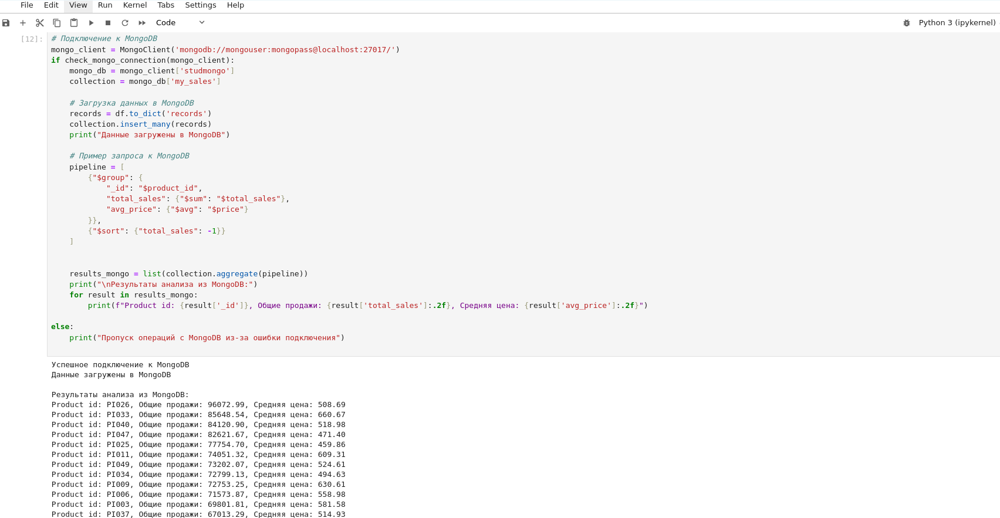 File Edit View Run Kernel Tabs Settings Help
Code Python 3 (ipykernel)
[12]: # Подключение к MongoDB
mongo_client = MongoClient('mongodb://mongouser:mongopass@localhost:27017/')
if check_mongo_connection(mongo_client):
    mongo_db = mongo_client['studmongo']
    collection = mongo_db['my_sales']
    # Загрузка данных в MongoDB
    records = df.to_dict('records')
    collection.insert_many(records)
    print("Данные загружены в MongoDB")
    # Пример запроса к MongoDB
    pipeline = [
        {"$group": {
            "_id": "$product_id",
            "total_sales": {"$sum": "$total_sales"},
            "avg_price": {"$avg": "$price"}
        }},
        {"$sort": {"total_sales": -1}}
    ]
    results_mongo = list(collection.aggregate(pipeline))
    print("\nРезультаты анализа из MongoDB:")
    for result in results_mongo:
        print(f"Product id: {result['_id']}, Общие продажи: {result['total_sales']:.2f}, Средняя цена: {result['avg_price']:.2f}")
else:
    print("Пропуск операций с MongoDB из-за ошибки подключения")
Успешное подключение к MongoDB
Данные загружены в MongoDB
Результаты анализа из MongoDB:
Product id: PI026, Общие продажи: 96072.99, Средняя цена: 508.69
Product id: PI033, Общие продажи: 85648.54, Средняя цена: 660.67
Product id: PI040, Общие продажи: 84120.90, Средняя цена: 518.98
Product id: PI047, Общие продажи: 82621.67, Средняя цена: 471.40
Product id: PI025, Общие продажи: 77754.70, Средняя цена: 459.86
Product id: PI011, Общие продажи: 74051.32, Средняя цена: 609.31
Product id: PI049, Общие продажи: 73202.07, Средняя цена: 524.61
Product id: PI034, Общие продажи: 72799.13, Средняя цена: 494.63
Product id: PI009, Общие продажи: 72753.25, Средняя цена: 630.61
Product id: PI006, Общие продажи: 71573.87, Средняя цена: 558.98
Product id: PI003, Общие продажи: 69801.81, Средняя цена: 581.58
Product id: PI037, Общие продажи: 67013.29, Средняя цена: 514.93